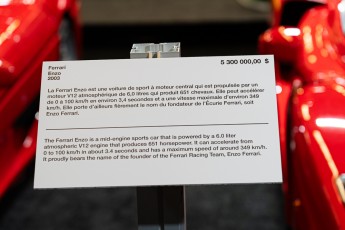 Ferrari
Enzo
2003
5 300 000,00 $
La Ferrari Enzo est une voiture de sport à moteur central qui est propulsée par un
moteur V12 atmosphérique de 6,0 litres qui produit 651 chevaux. Elle peut accélérer
de 0 à 100 km/h en environ 3,4 secondes et a une vitesse maximale d'environ 349
km/h. Elle porte d'ailleurs fièrement le nom du fondateur de l'Écurie Ferrari, soit
Enzo Ferrari.
The Ferrari Enzo is a mid-engine sports car that is powered by a 6.0 liter
atmospheric V12 engine that produces 651 horsepower. It can accelerate from
0 to 100 km/h in about 3.4 seconds and has a maximum speed of around 349 km/h.
It proudly bears the name of the founder of the Ferrari Racing Team, Enzo Ferrari.